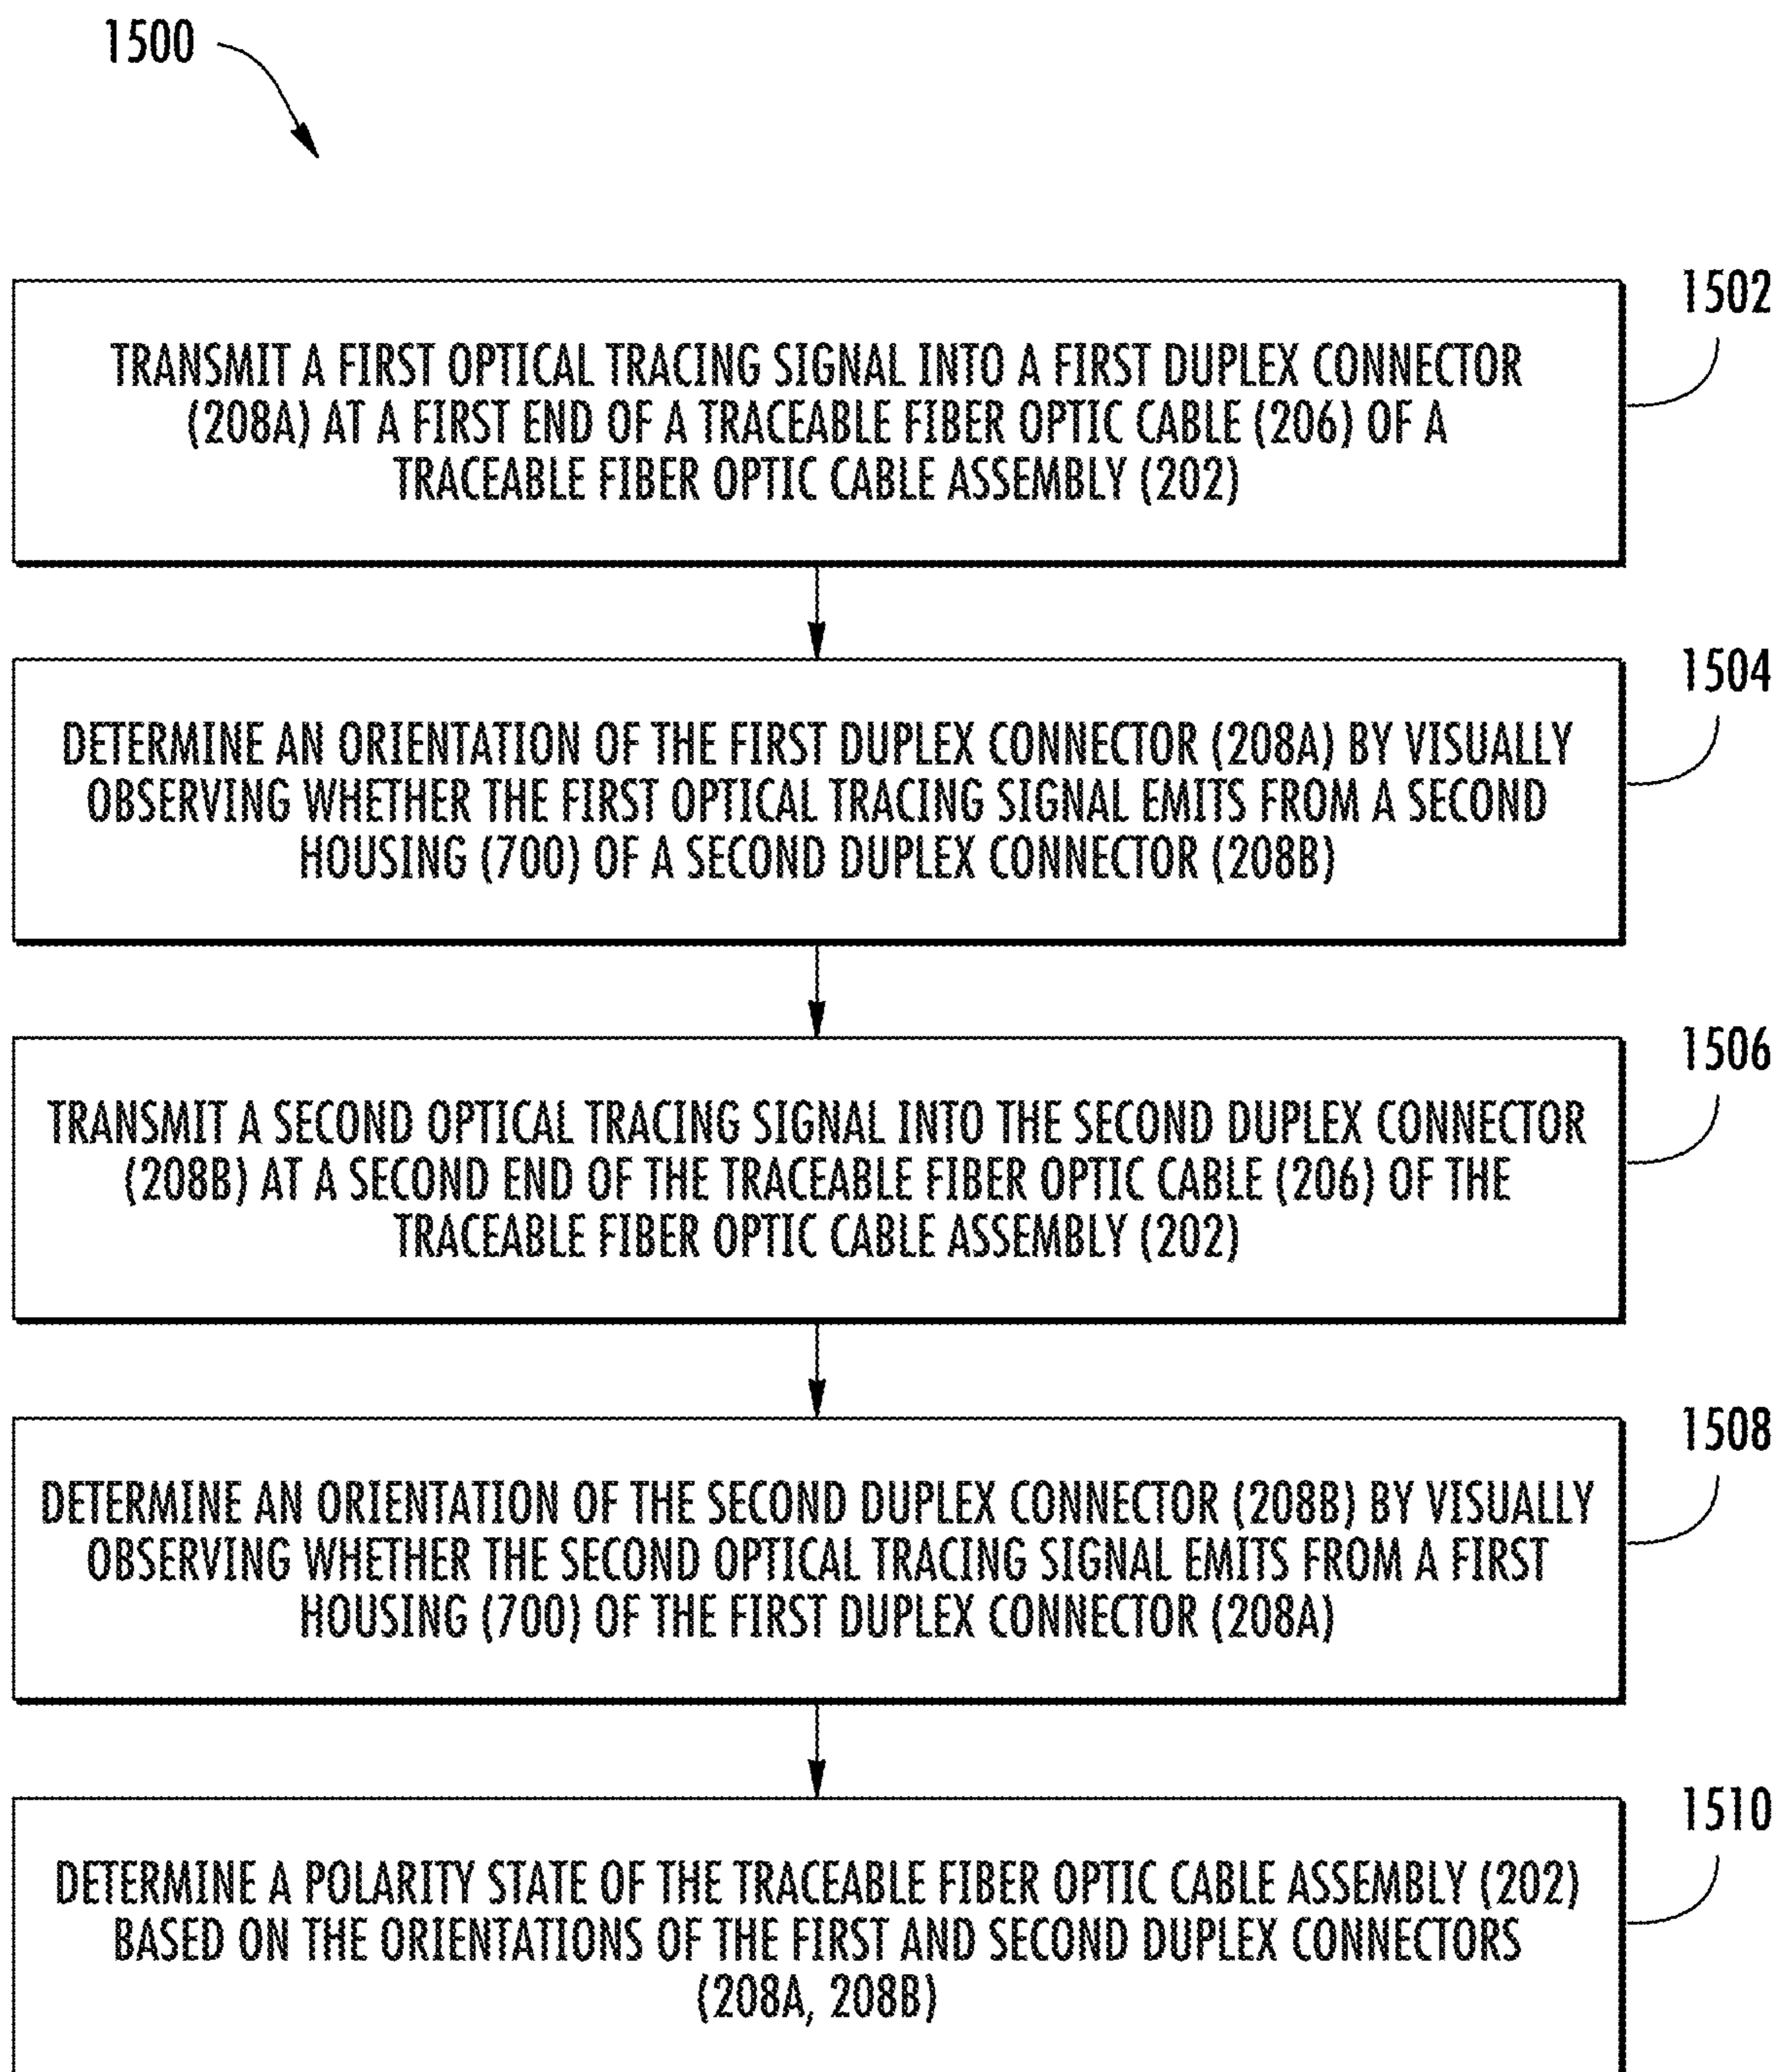 1500
1502
TRANSMIT A FIRST OPTICAL TRACING SIGNAL INTO A FIRST DUPLEX CONNECTOR
(208A) AT A FIRST END OF A TRACEABLE FIBER OPTIC CABLE (206) OF A
TRACEABLE FIBER OPTIC CABLE ASSEMBLY (202)
1504
DETERMINE AN ORIENTATION OF THE FIRST DUPLEX CONNECTOR (208A) BY VISUALLY
OBSERVING WHETHER THE FIRST OPTICAL TRACING SIGNAL EMITS FROM A SECOND
HOUSING (700) OF A SECOND DUPLEX CONNECTOR (208B)
1506
TRANSMIT A SECOND OPTICAL TRACING SIGNAL INTO THE SECOND DUPLEX CONNECTOR
(208B) AT A SECOND END OF THE TRACEABLE FIBER OPTIC CABLE (206) OF THE
TRACEABLE FIBER OPTIC CABLE ASSEMBLY (202)
1508
DETERMINE AN ORIENTATION OF THE SECOND DUPLEX CONNECTOR (208B) BY VISUALLY
OBSERVING WHETHER THE SECOND OPTICAL TRACING SIGNAL EMITS FROM A FIRST
HOUSING (700) OF THE FIRST DUPLEX CONNECTOR (208A)
1510
DETERMINE A POLARITY STATE OF THE TRACEABLE FIBER OPTIC CABLE ASSEMBLY (202)
BASED ON THE ORIENTATIONS OF THE FIRST AND SECOND DUPLEX CONNECTORS
(208A, 208B)